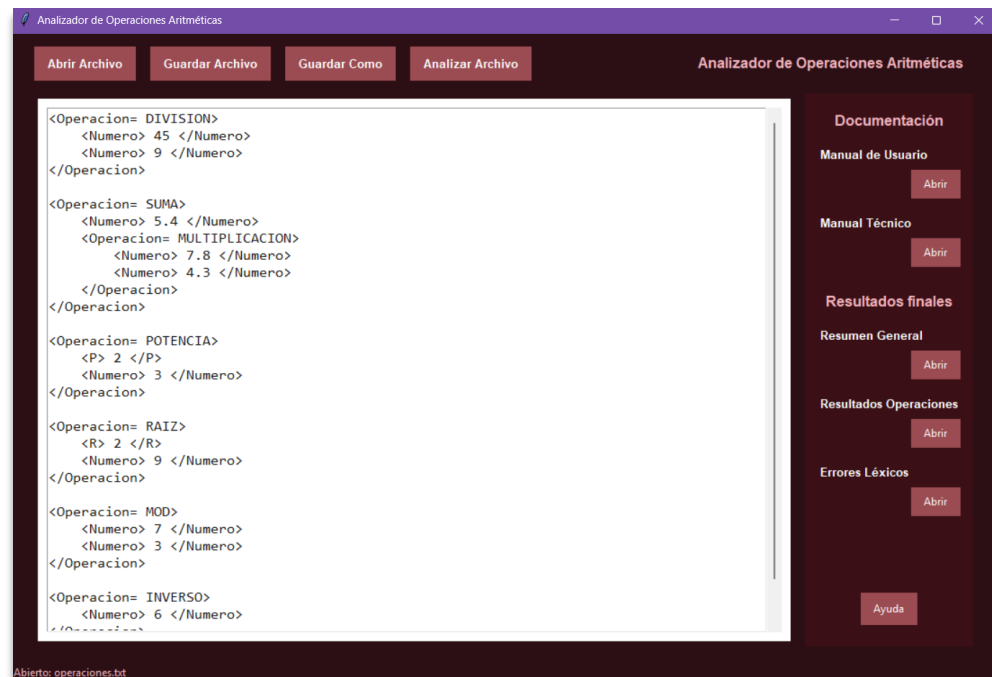 Analizador de Operaciones Aritméticas
Abrir Archivo Guardar Archivo Guardar Como Analizar Archivo Analizador de Operaciones Aritméticas
<Operacion= DIVISION>
    <Numero> 45 </Numero>
    <Numero> 9 </Numero>
</Operacion>
<Operacion= SUMA>
    <Numero> 5.4 </Numero>
    <Operacion= MULTIPLICACION>
        <Numero> 7.8 </Numero>
        <Numero> 4.3 </Numero>
    </Operacion>
</Operacion>
<Operacion= POTENCIA>
    <P> 2 </P>
    <Numero> 3 </Numero>
</Operacion>
<Operacion= RAIZ>
    <R> 2 </R>
    <Numero> 9 </Numero>
</Operacion>
<Operacion= MOD>
    <Numero> 7 </Numero>
    <Numero> 3 </Numero>
</Operacion>
<Operacion= INVERSO>
    <Numero> 6 </Numero>
Documentación
Manual de Usuario
Abrir
Manual Técnico
Abrir
Resultados finales
Resumen General
Abrir
Resultados Operaciones
Abrir
Errores Léxicos
Abrir
Ayuda
Abierto: operaciones.txt